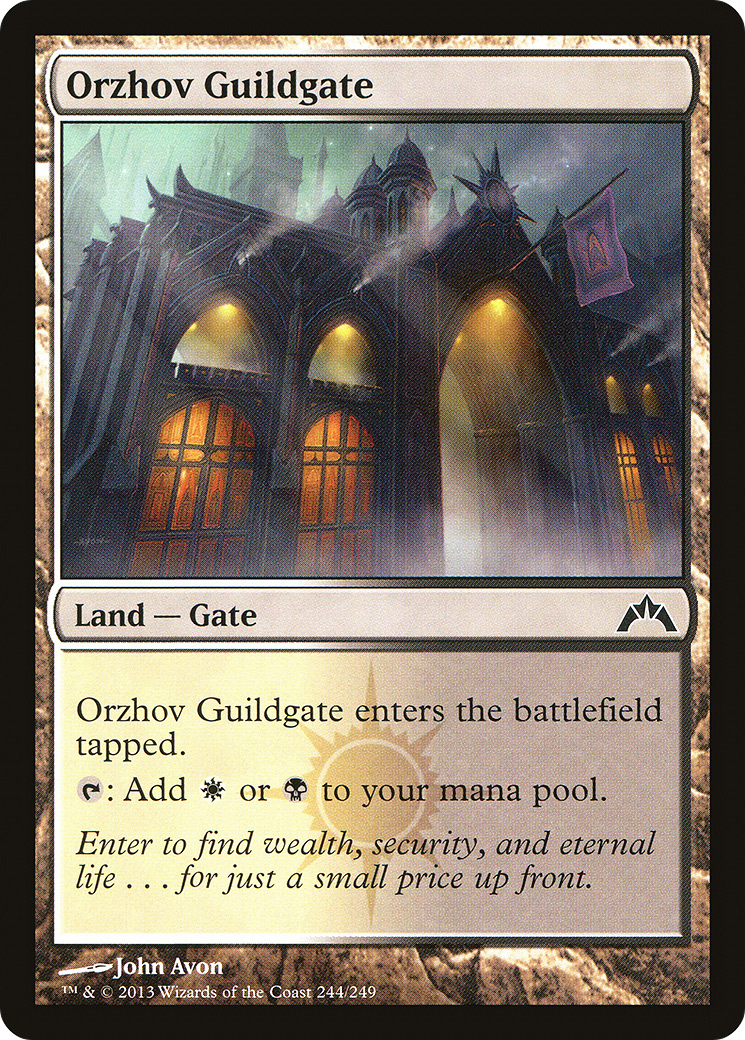 Orzhov Guildgate
Land — Gate
Orzhov Guildgate enters the battlefield
tapped.
: Add or to your mana pool.
Enter to find wealth, security, and eternal
life . . . for just a small price up front.
John Avon
™ & © 2013 Wizards of the Coast 244/249